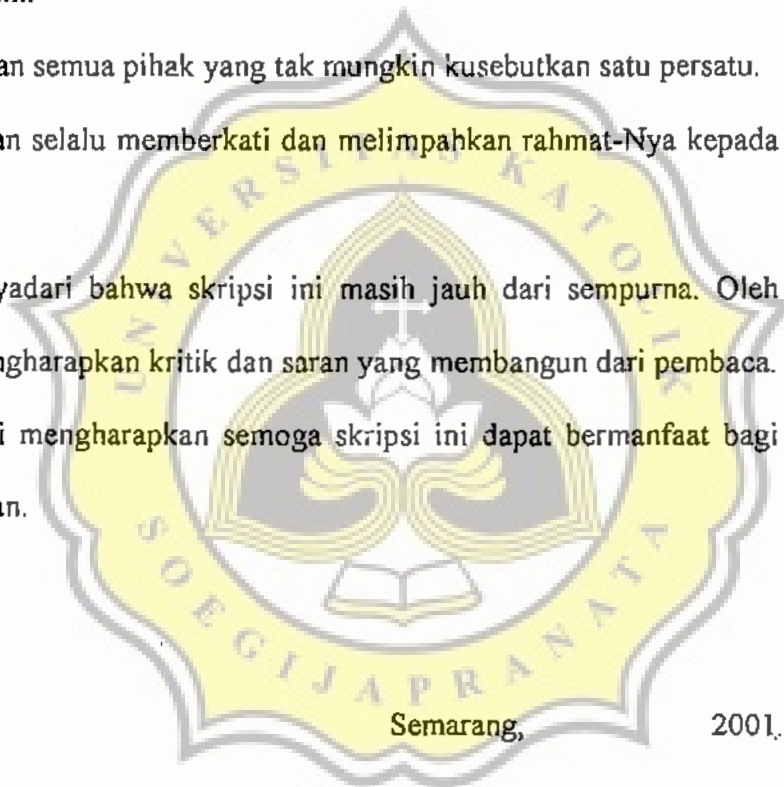 an semua pihak yang tak mungkin kusebutkan satu persatu.
an selalu memberkati dan melimpahkan rahmat-Nya kepada
yadari bahwa skripsi ini masih jauh dari sempurna. Oleh
ngharapkan kritik dan saran yang membangun dari pembaca.
i mengharapkan semoga skripsi ini dapat bermanfaat bagi
an.
UNIVERSITAS KATOLIK
SOEGIJAPRANATA
Semarang, 2001.